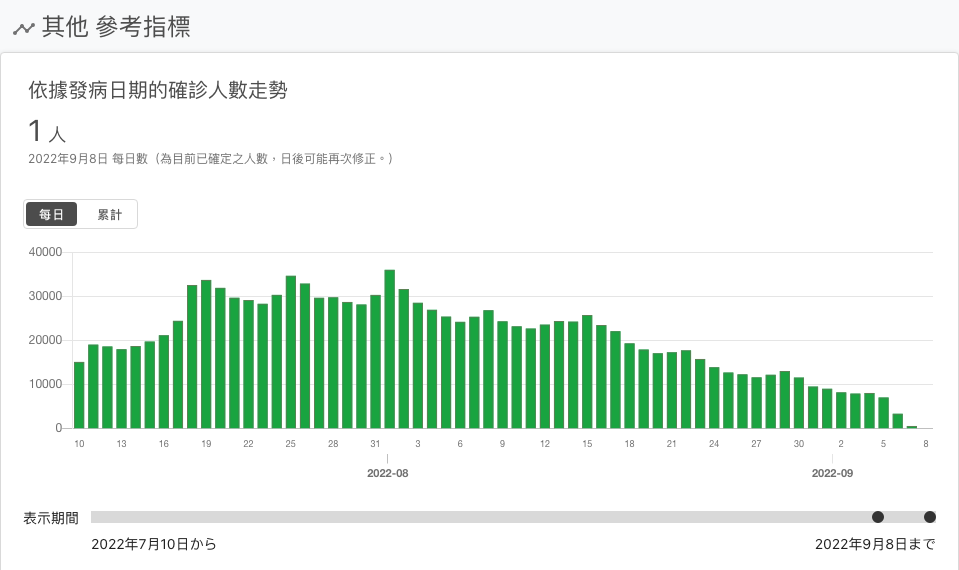 其他 參考指標
依據發病日期的確診人數走勢
1 人
2022年9月8日 每日數（為目前已確定之人數，日後可能再次修正。）
每日 累計
40000
30000
20000
10000
0
10 13 16 19 22 25 28 31 3 6 9 12 15 18 21 24 27 30 2 5 8
2022-08 2022-09
表示期間
2022年7月10日から 2022年9月8日まで